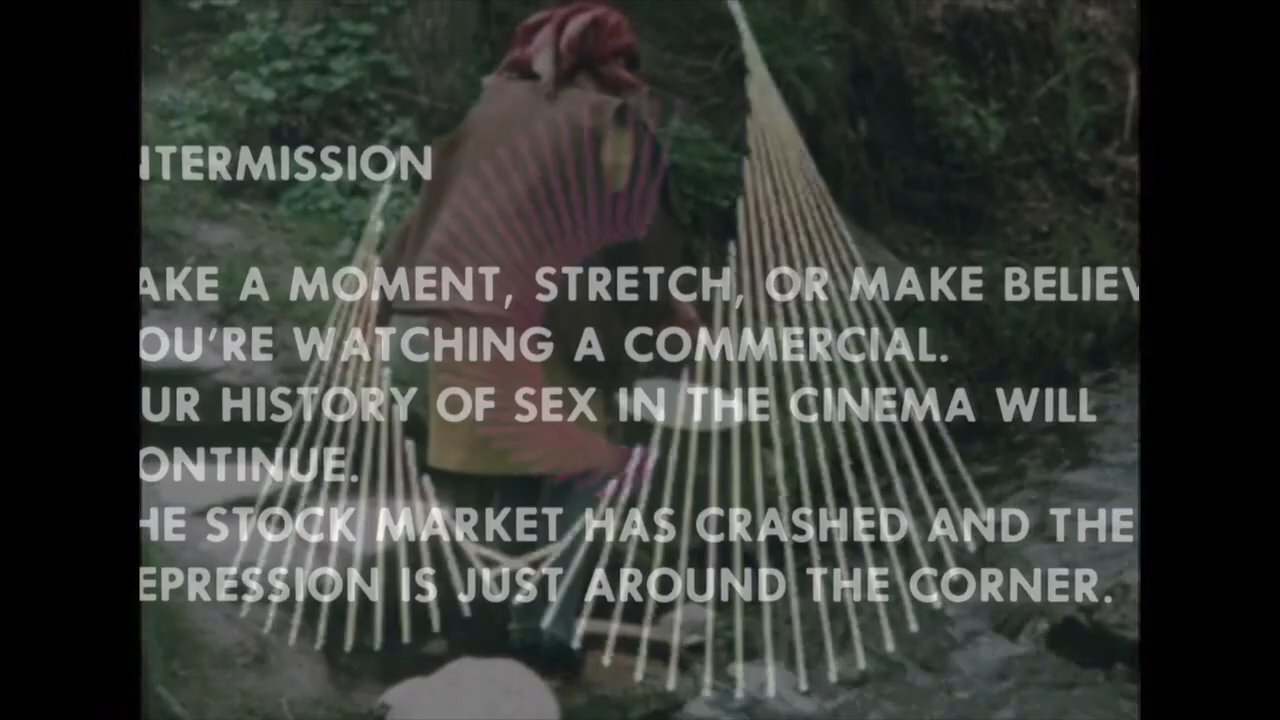 NTERMISSION
AKE A MOMENT, STRETCH, OR MAKE BELIEV
OU'RE WATCHING A COMMERCIAL.
UR HISTORY OF SEX IN THE CINEMA WILL
ONTINUE.
HE STOCK MARKET HAS CRASHED AND THE
EPRESSION IS JUST AROUND THE CORNER.